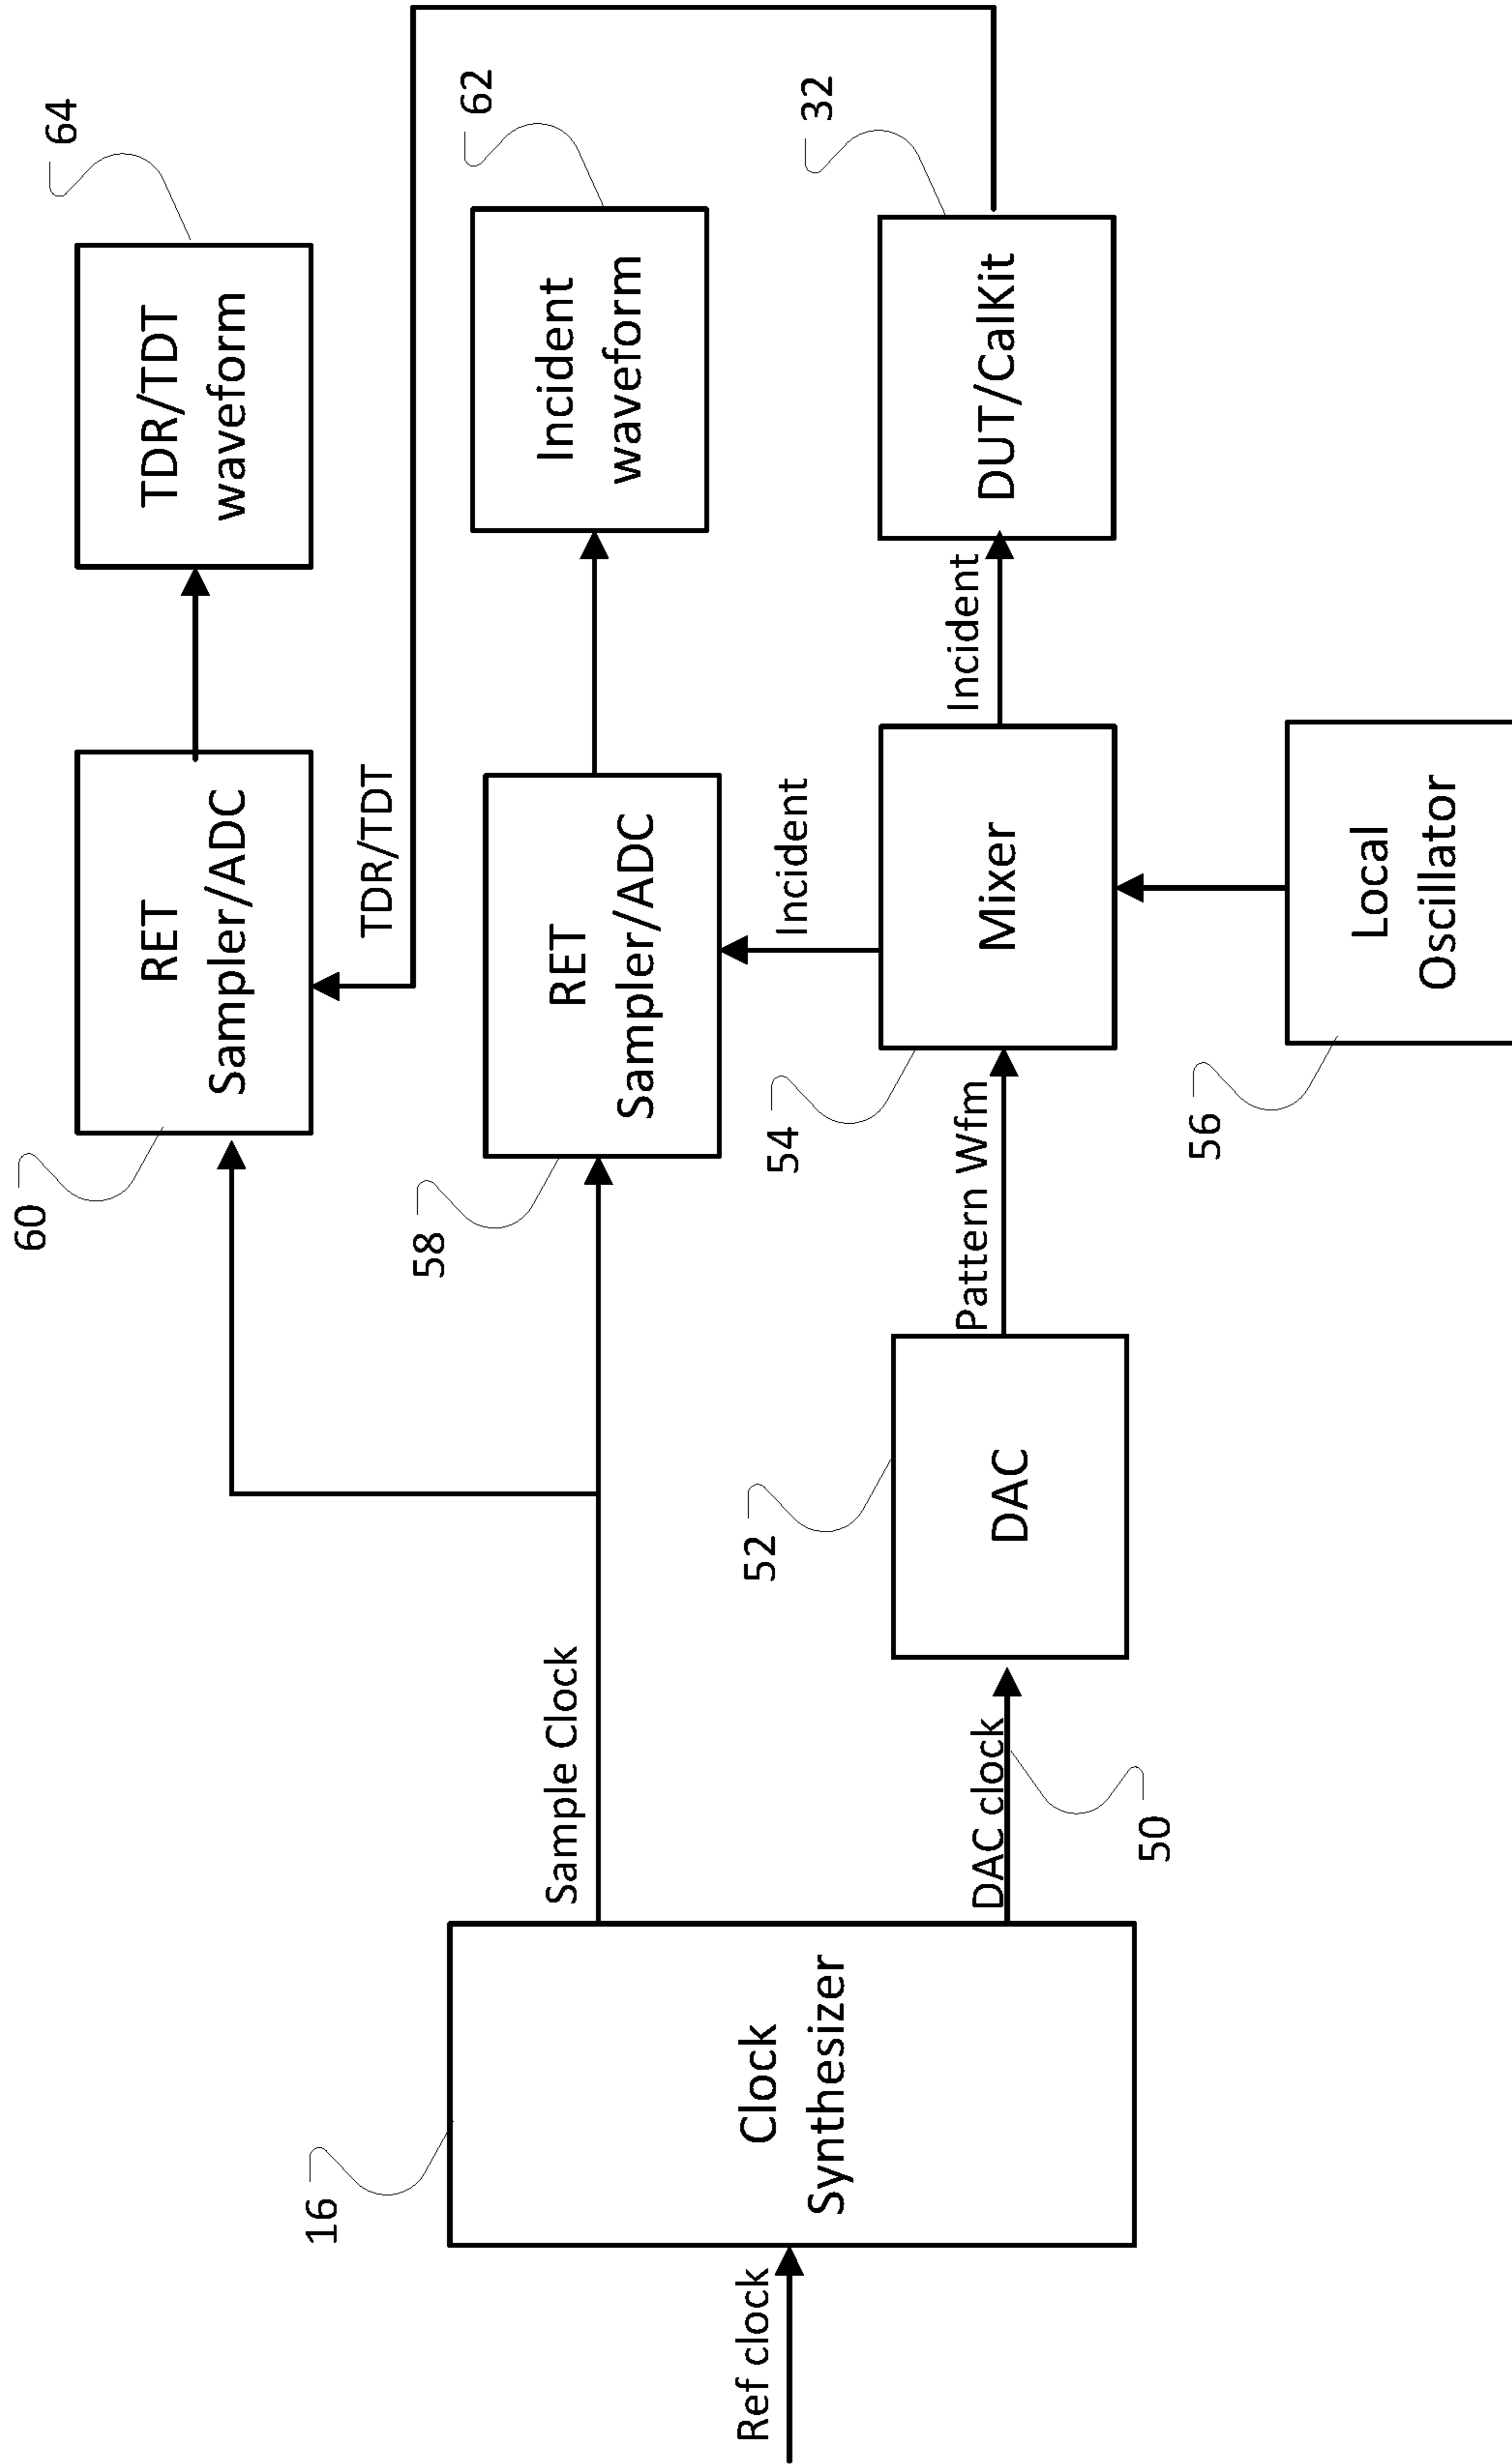 64
TDR/TDT
waveform
60
RET
Sampler/ADC
TDR/TDT
62
Incident
waveform
58
RET
Sampler/ADC
Sample Clock
16
Clock
Synthesizer
Ref clock
DAC clock
50
52
DAC
Pattern Wfm
54
Mixer
Incident
Incident
32
DUT/CalKit
56
Local
Oscillator